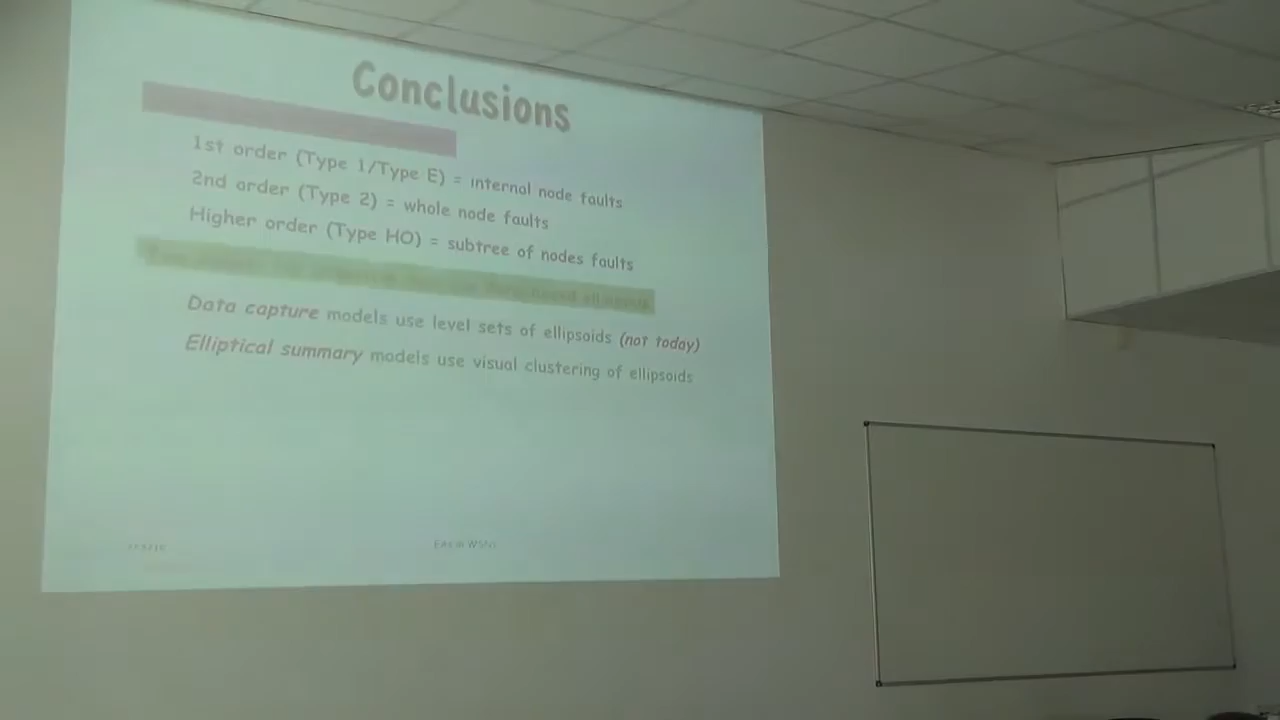 Conclusions
1st order (Type 1/Type E) = internal node faults
2nd order (Type 2) = whole node faults
Higher order (Type HO) = subtree of nodes faults
Data capture models use level sets of ellipsoids (not today)
Elliptical summary models use visual clustering of ellipsoids